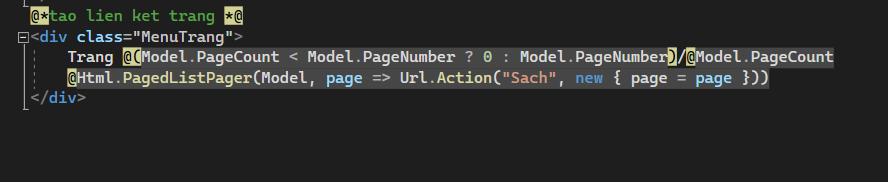 @*tao lien ket trang *@
<div class="MenuTrang">
Trang @(Model.PageCount < Model.PageNumber ? 0 : Model.PageNumber)/@Model.PageCount
@Html.PagedListPager(Model, page => Url.Action("Sach", new { page = page }))
</div>